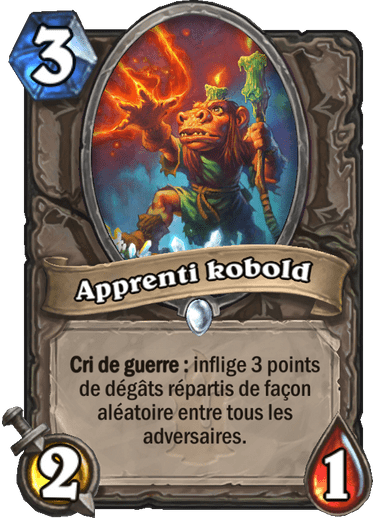 3
Apprenti kobold
Cri de guerre : inflige 3 points
de dégâts répartis de façon
aléatoire entre tous les
adversaires.
2
1